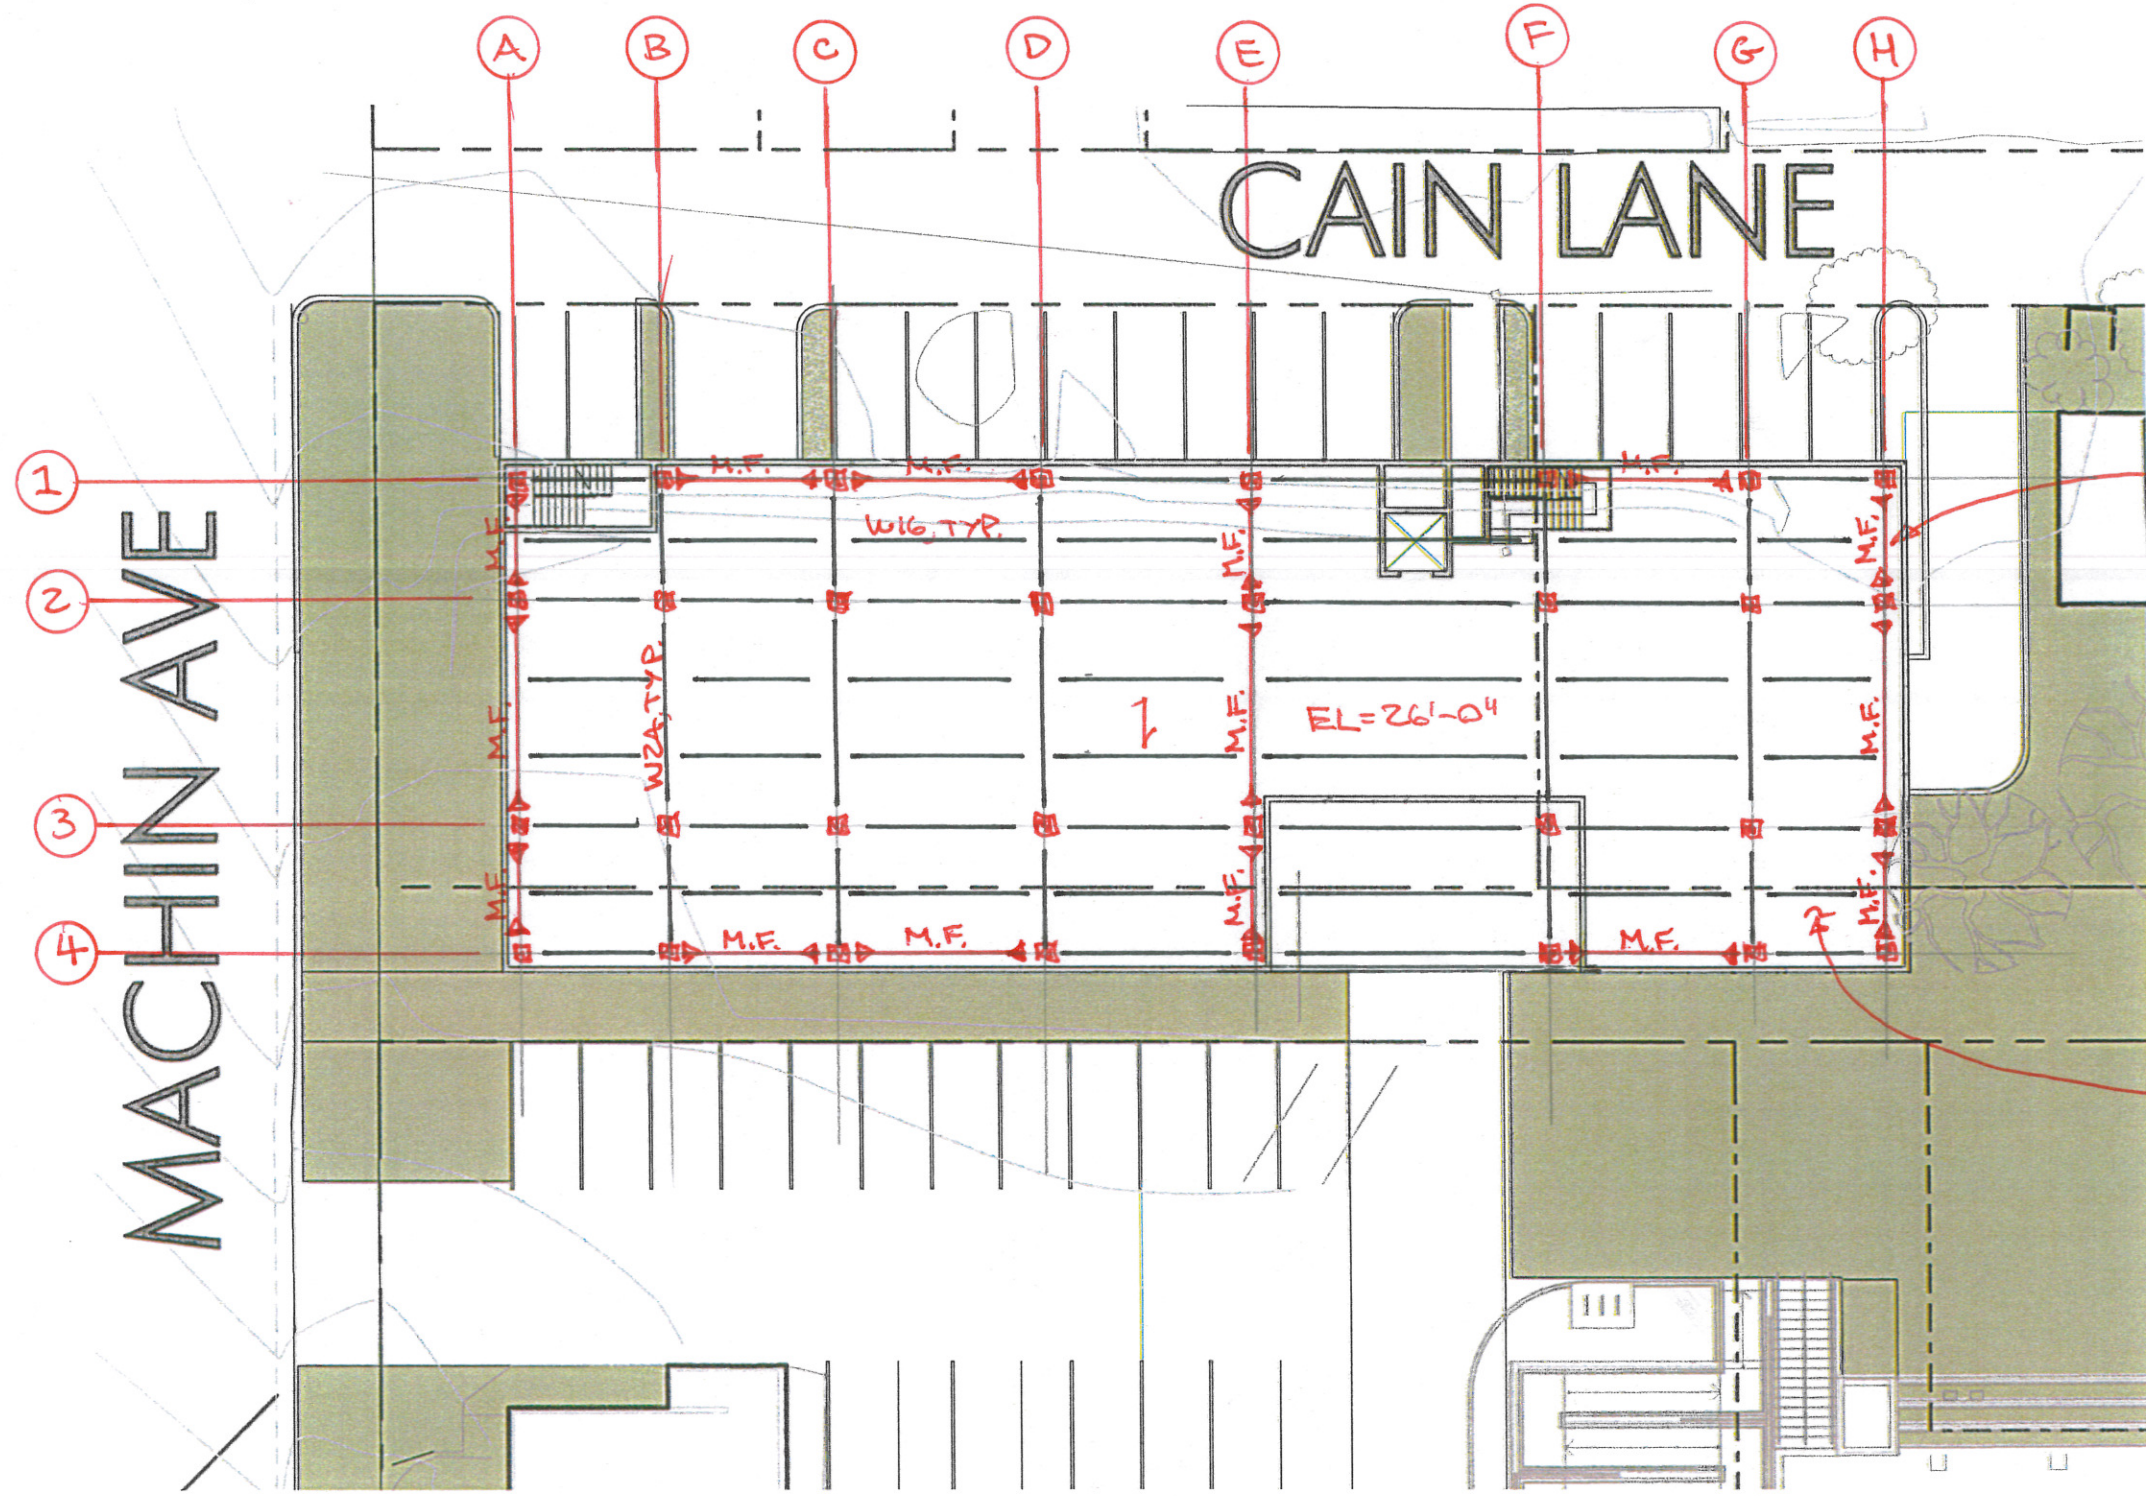 A B C D E F G H
CAIN LANE
MACHIN AVE
1
M.F. M.F. M.F.
M.F. M.F. M.F.
W16, TYP.
2
W24, TYP.
M.F. M.F. M.F.
EL=26'-0"
3
M.F. M.F. M.F.
4
M.F. M.F. M.F.